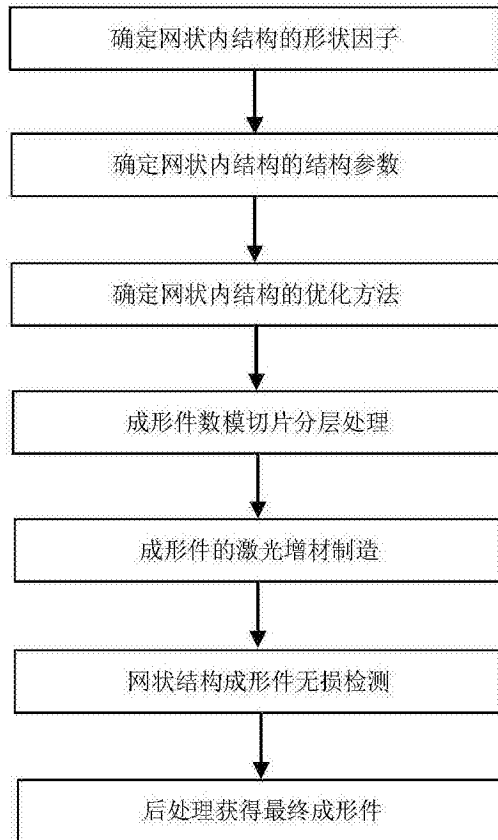 确定网状内结构的形状因子
确定网状内结构的结构参数
确定网状内结构的优化方法
成形件数模切片分层处理
成形件的激光增材制造
网状结构成形件无损检测
后处理获得最终成形件